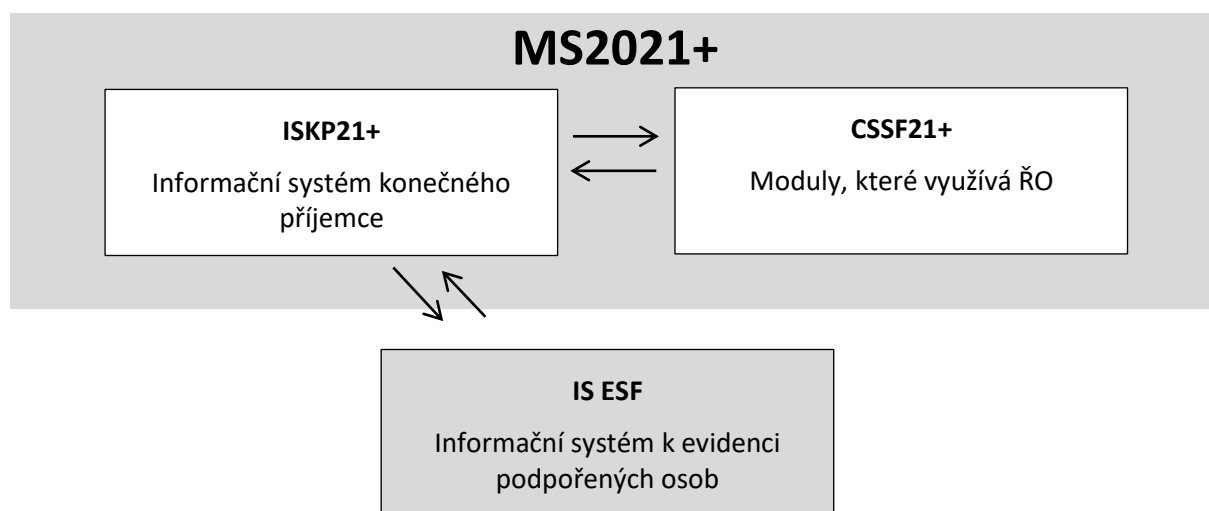 MS2021+
ISKP21+
Informační systém konečného
příjemce
CSSF21+
Moduly, které využívá ŘO
IS ESF
Informační systém k evidenci
podpořených osob